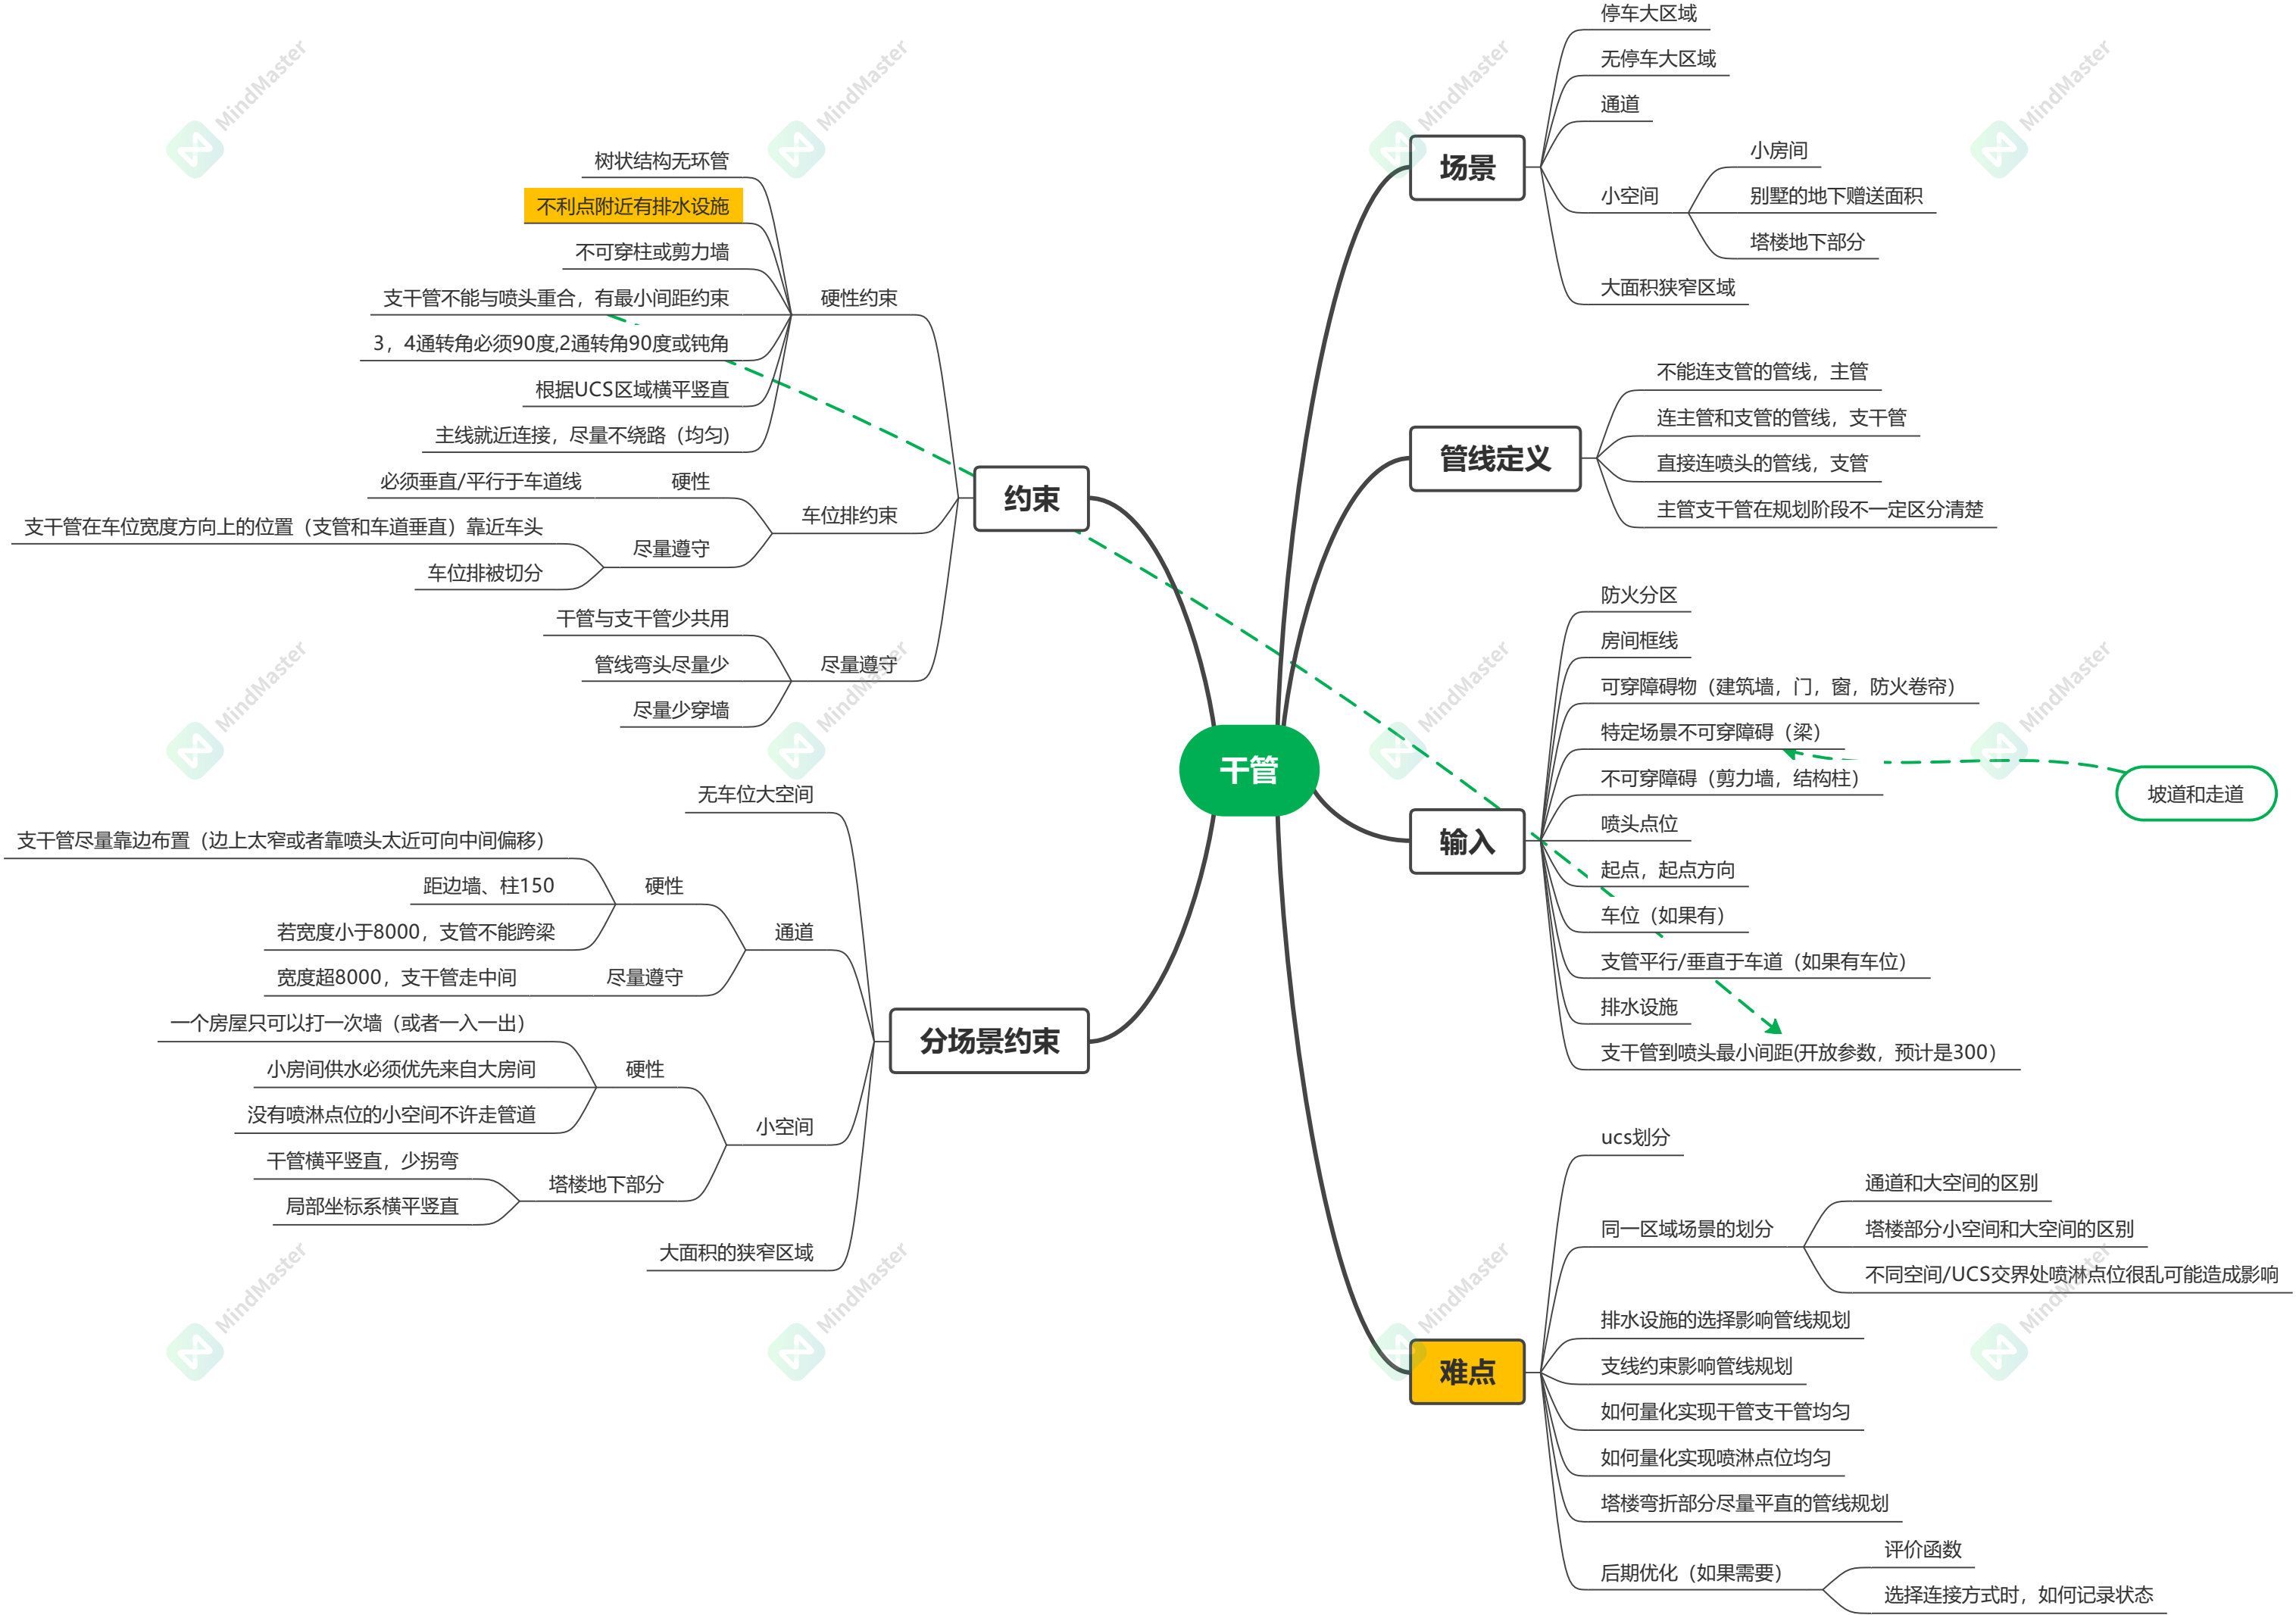 干管
场景
停车大区域
无停车大区域
通道
小空间
小房间
别墅的地下赠送面积
塔楼地下部分
大面积狭窄区域
管线定义
不能连支管的管线，主管
连主管和支管的管线，支干管
直接连喷头的管线，支管
主管支干管在规划阶段不一定区分清楚
输入
防火分区
房间框线
可穿障碍物（建筑墙，门，窗，防火卷帘）
特定场景不可穿障碍（梁）
坡道和走道
不可穿障碍（剪力墙，结构柱）
喷头点位
起点，起点方向
车位（如果有）
支管平行/垂直于车道（如果有车位）
排水设施
支干管到喷头最小间距(开放参数，预计是300）
难点
ucs划分
同一区域场景的划分
通道和大空间的区别
塔楼部分小空间和大空间的区别
不同空间/UCS交界处喷淋点位很乱可能造成影响
排水设施的选择影响管线规划
支线约束影响管线规划
如何量化实现干管支干管均匀
如何量化实现喷淋点位均匀
塔楼弯折部分尽量平直的管线规划
后期优化（如果需要）
评价函数
选择连接方式时，如何记录状态
约束
硬性约束
树状结构无环管
不利点附近有排水设施
不可穿柱或剪力墙
支干管不能与喷头重合，有最小间距约束
3，4通转角必须90度,2通转角90度或钝角
根据UCS区域横平竖直
主线就近连接，尽量不绕路（均匀)
车位排约束
硬性
必须垂直/平行于车道线
尽量遵守
支干管在车位宽度方向上的位置（支管和车道垂直）靠近车头
车位排被切分
尽量遵守
干管与支干管少共用
管线弯头尽量少
尽量少穿墙
分场景约束
无车位大空间
通道
硬性
支干管尽量靠边布置（边上太窄或者靠喷头太近可向中间偏移）
距边墙、柱150
若宽度小于8000，支管不能跨梁
尽量遵守
宽度超8000，支干管走中间
小空间
硬性
一个房屋只可以打一次墙（或者一入一出）
小房间供水必须优先来自大房间
没有喷淋点位的小空间不许走管道
塔楼地下部分
干管横平竖直，少拐弯
局部坐标系横平竖直
大面积的狭窄区域
MindMaster
MindMaster
MindMaster
MindMaster
MindMaster
MindMaster
MindMaster
MindMaster
MindMaster
MindMaster
MindMaster
MindMaster